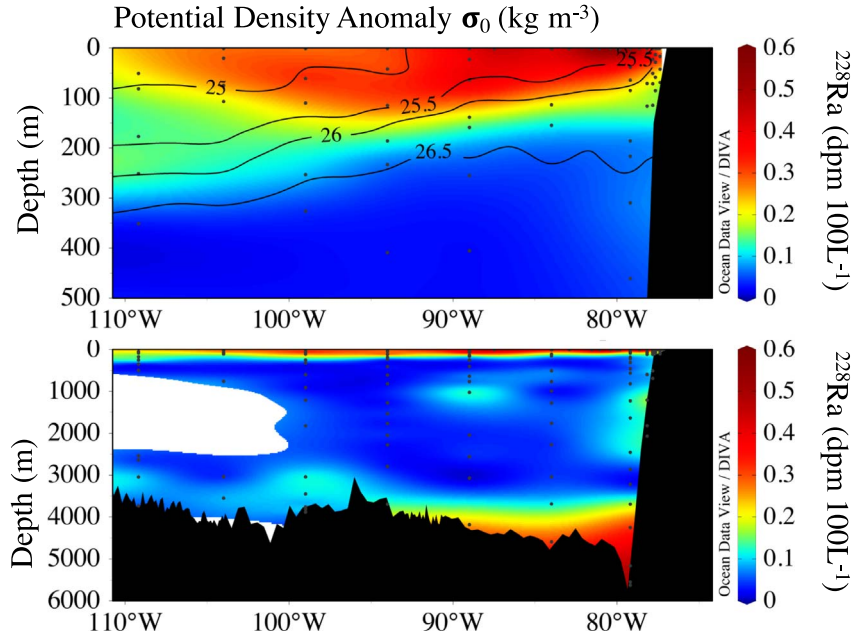 Potential Density Anomaly σ₀ (kg m⁻³)
0
100
200
300
400
500
Depth (m)
25
25.5
25.5
26
26.5
110°W
100°W
90°W
80°W
Ocean Data View / DIVA
0.6
0.5
0.4
0.3
0.2
0.1
0
²²⁸Ra (dpm 100L⁻¹)
0
1000
2000
3000
4000
5000
6000
Depth (m)
110°W
100°W
90°W
80°W
Ocean Data View / DIVA
0.6
0.5
0.4
0.3
0.2
0.1
0
²²⁸Ra (dpm 100L⁻¹)